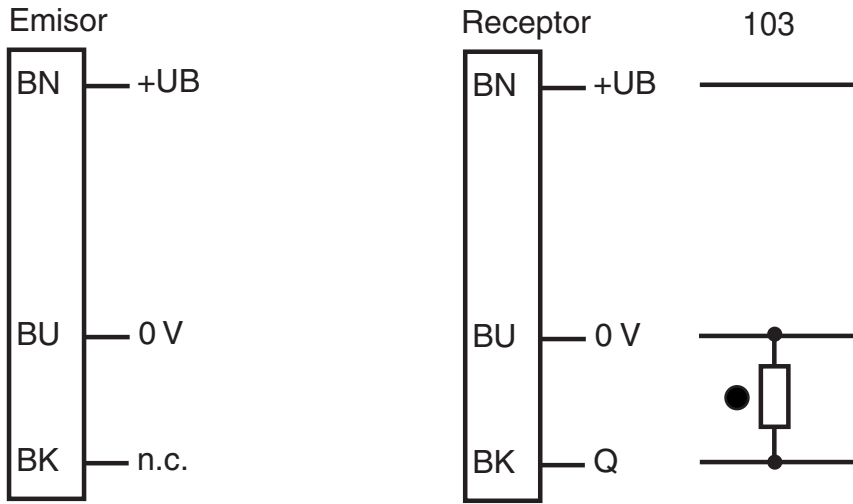 Emisor
BN +UB
BU 0 V
BK n.c.
Receptor
BN +UB
BU 0 V
BK Q
103